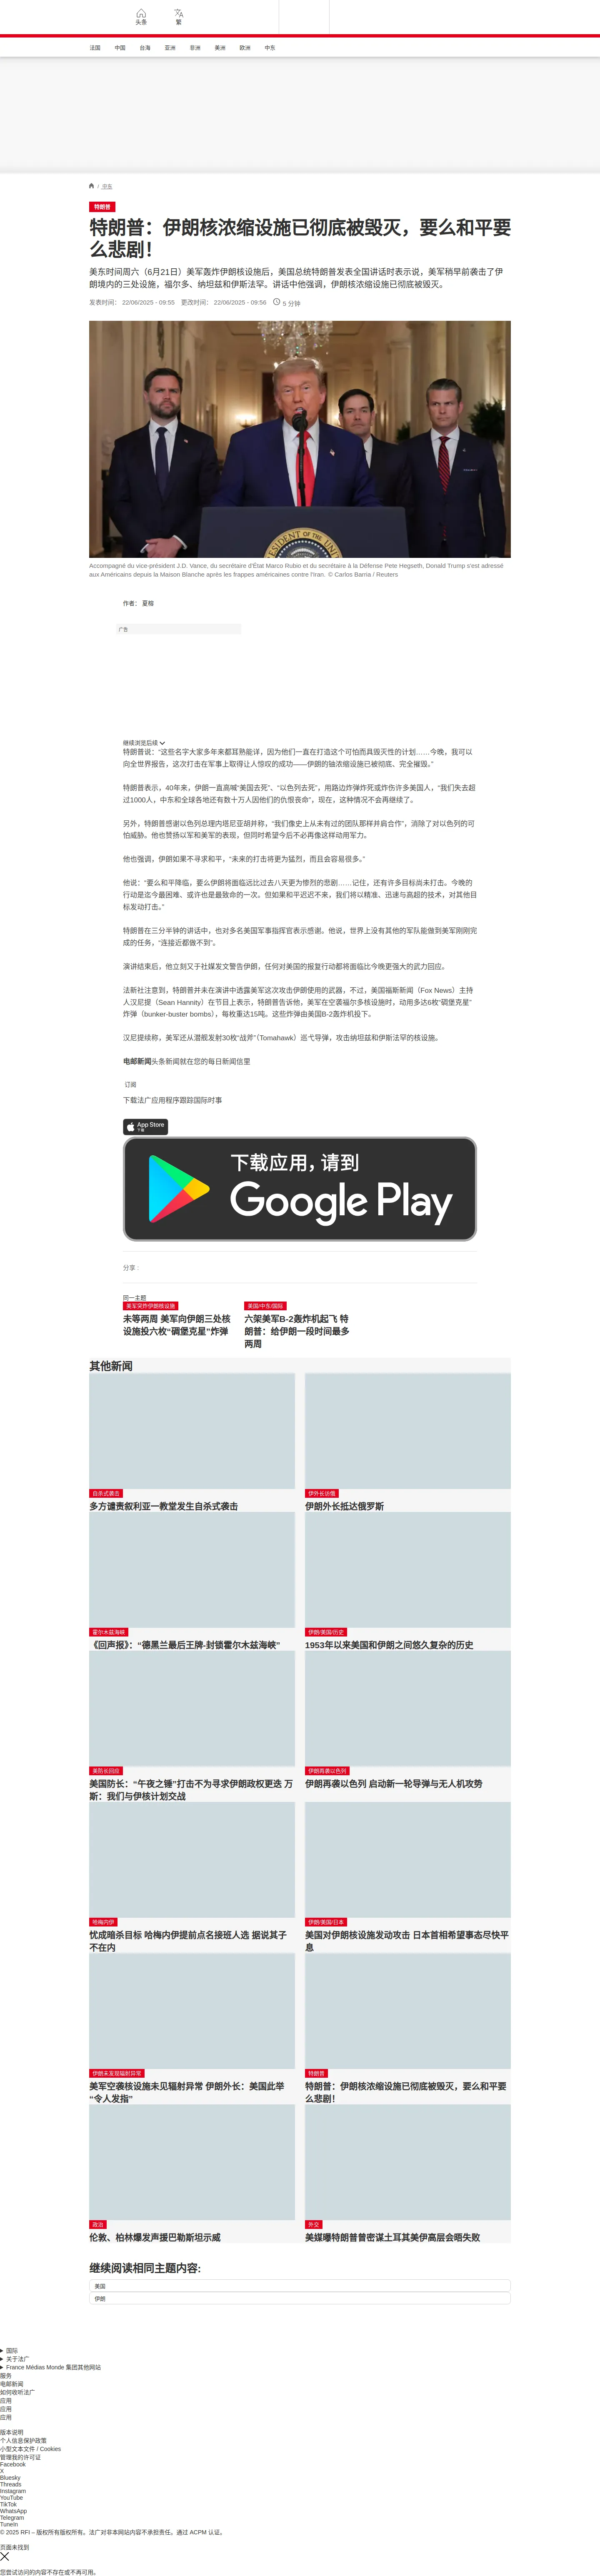 头条
繁
法国
中国
台海
亚洲
非洲
美洲
欧洲
中东
/ 中东
特朗普
特朗普：伊朗核浓缩设施已彻底被毁灭，要么和平要
么悲剧！
美东时间周六（6月21日）美军轰炸伊朗核设施后，美国总统特朗普发表全国讲话时表示说，美军稍早前袭击了伊
朗境内的三处设施，福尔多、纳坦兹和伊斯法罕。讲话中他强调，伊朗核浓缩设施已彻底被毁灭。
发表时间： 22/06/2025 - 09:55 更改时间： 22/06/2025 - 09:56 5 分钟
Accompagné du vice-président J.D. Vance, du secrétaire d'État Marco Rubio et du secrétaire à la Défense Pete Hegseth, Donald Trump s'est adressé
aux Américains depuis la Maison Blanche après les frappes américaines contre l'Iran. © Carlos Barria / Reuters
作者： 夏榕
广告
继续浏览后续
特朗普说：“这些名字大家多年来都耳熟能详，因为他们一直在打造这个可怕而具毁灭性的计划……今晚，我可以
向全世界报告，这次打击在军事上取得让人惊叹的成功——伊朗的铀浓缩设施已被彻底、完全摧毁。”
特朗普表示，40年来，伊朗一直高喊“美国去死”、“以色列去死”，用路边炸弹炸死或炸伤许多美国人，“我们失去超
过1000人，中东和全球各地还有数十万人因他们的仇恨丧命”，现在，这种情况不会再继续了。
另外，特朗普感谢以色列总理内塔尼亚胡并称，“我们像史上从未有过的团队那样并肩合作”，消除了对以色列的可
怕威胁。他也赞扬以军和美军的表现，但同时希望今后不必再像这样动用军力。
他也强调，伊朗如果不寻求和平，“未来的打击将更为猛烈，而且会容易很多。”
他说：“要么和平降临，要么伊朗将面临远比过去八天更为惨烈的悲剧……记住，还有许多目标尚未打击。今晚的
行动是迄今最困难、或许也是最致命的一次。但如果和平迟迟不来，我们将以精准、迅速与高超的技术，对其他目
标发动打击。”
特朗普在三分半钟的讲话中，也对多名美国军事指挥官表示感谢。他说，世界上没有其他的军队能做到美军刚刚完
成的任务，“连接近都做不到”。
演讲结束后，他立刻又于社媒发文警告伊朗，任何对美国的报复行动都将面临比今晚更强大的武力回应。
法新社注意到，特朗普并未在演讲中透露美军这次攻击伊朗使用的武器，不过，美国福斯新闻（Fox News）主持
人汉尼提（Sean Hannity）在节目上表示，特朗普告诉他，美军在空袭福尔多核设施时，动用多达6枚“碉堡克星”
炸弹（bunker-buster bombs），每枚重达15吨。这些炸弹由美国B-2轰炸机投下。
汉尼提续称，美军还从潜舰发射30枚“战斧”（Tomahawk）巡弋导弹，攻击纳坦兹和伊斯法罕的核设施。
电邮新闻头条新闻就在您的每日新闻信里
订阅
下载法广应用程序跟踪国际时事
App Store
下载
下载应用，请到
Google Play
分享 :
同一主题
美军突炸伊朗核设施
未等两周 美军向伊朗三处核
设施投六枚“碉堡克星”炸弹
美国/中东/国际
六架美军B-2轰炸机起飞 特
朗普：给伊朗一段时间最多
两周
其他新闻
自杀式袭击
多方谴责叙利亚一教堂发生自杀式袭击
伊外长访俄
伊朗外长抵达俄罗斯
霍尔木兹海峡
《回声报》：“德黑兰最后王牌-封锁霍尔木兹海峡”
伊朗/美国/历史
1953年以来美国和伊朗之间悠久复杂的历史
美防长回应
美国防长：“午夜之锤”打击不为寻求伊朗政权更迭 万
斯：我们与伊核计划交战
伊朗再袭以色列
伊朗再袭以色列 启动新一轮导弹与无人机攻势
哈梅内伊
忧成暗杀目标 哈梅内伊提前点名接班人选 据说其子
不在内
伊朗/美国/日本
美国对伊朗核设施发动攻击 日本首相希望事态尽快平
息
伊朗未发现辐射异常
美军空袭核设施未见辐射异常 伊朗外长：美国此举
“令人发指”
特朗普
特朗普：伊朗核浓缩设施已彻底被毁灭，要么和平要
么悲剧！
政治
伦敦、柏林爆发声援巴勒斯坦示威
外交
美媒曝特朗普曾密谋土耳其美伊高层会晤失败
继续阅读相同主题内容:
美国
伊朗
国际
关于法广
France Médias Monde 集团其他网站
服务
电邮新闻
如何收听法广
应用
应用
应用
版本说明
个人信息保护政策
小型文本文件 / Cookies
管理我的许可证
Facebook
X
Bluesky
Threads
Instagram
YouTube
TikTok
WhatsApp
Telegram
TuneIn
© 2025 RFI – 版权所有版权所有。法广对非本网站内容不承担责任。通过 ACPM 认证。
页面未找到
您尝试访问的内容不存在或不再可用。